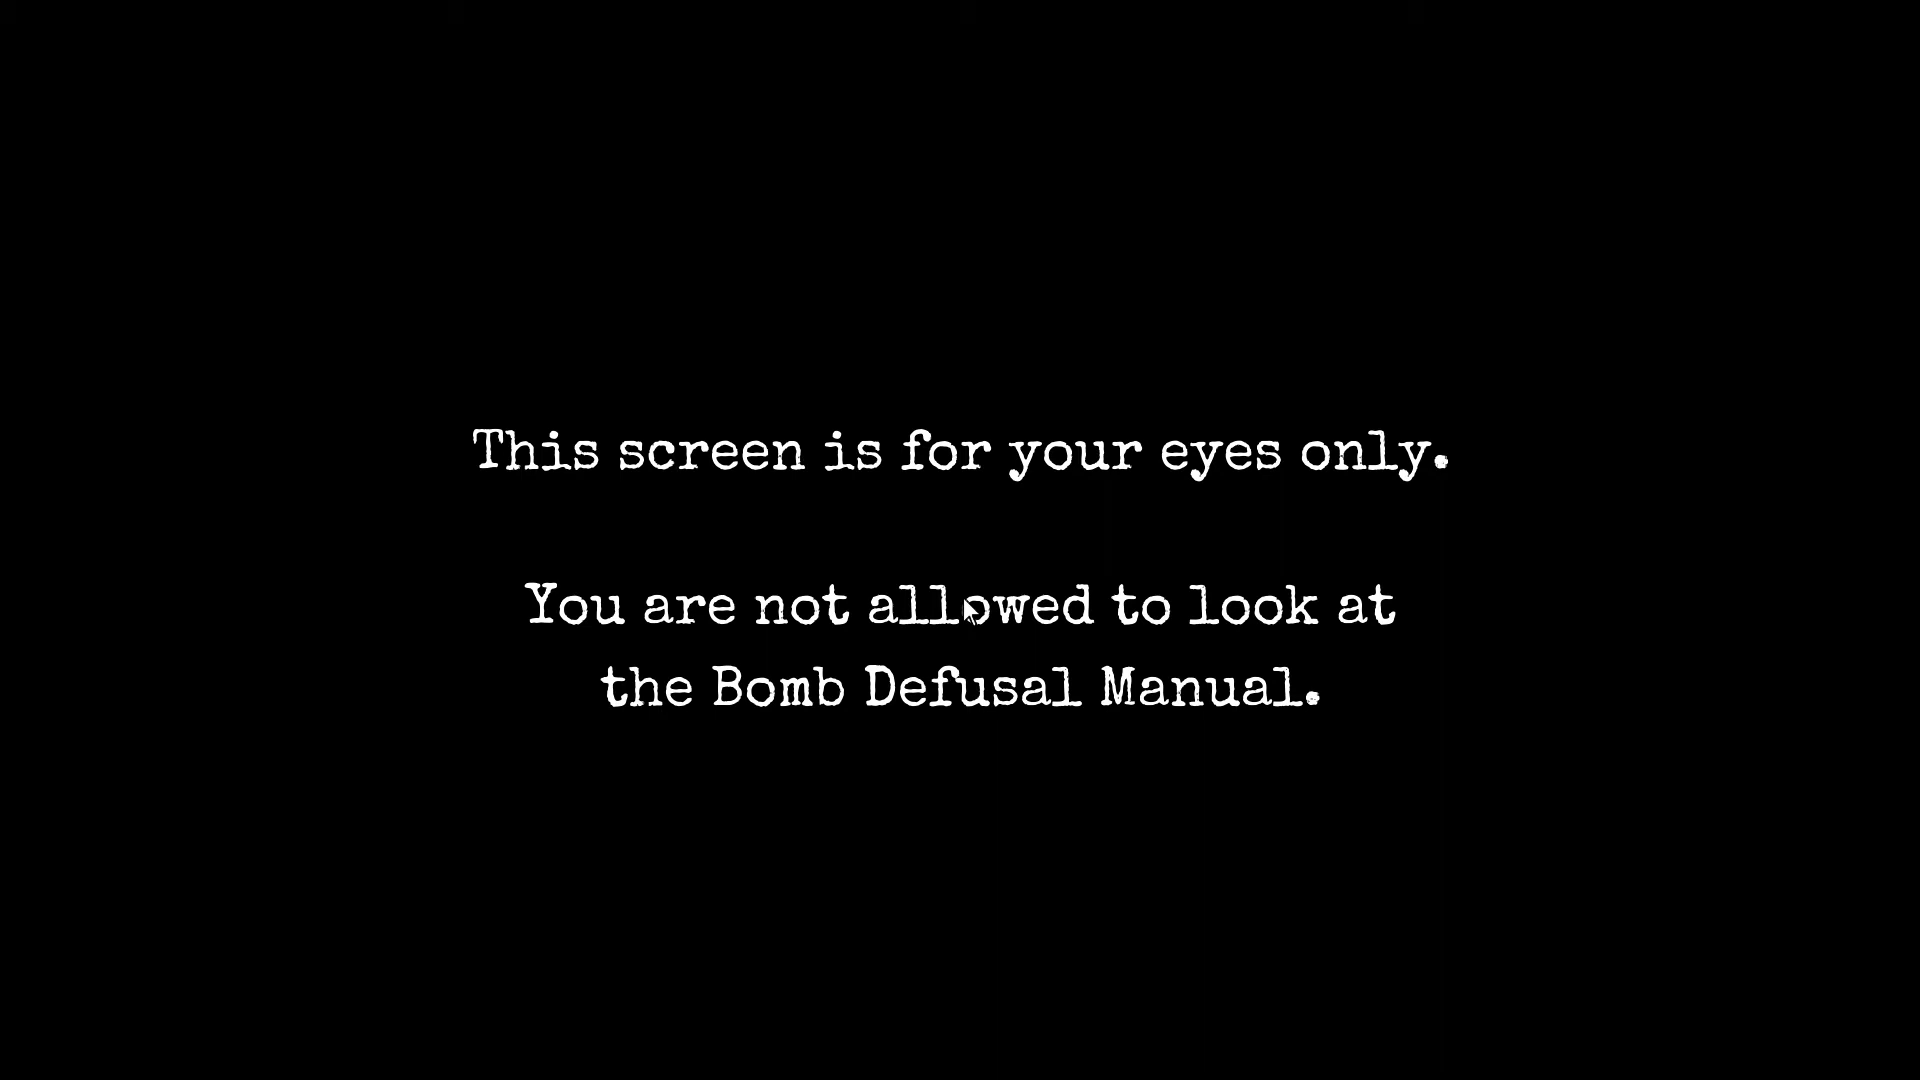 This screen is for your eyes only.
You are not allowed to look at
the Bomb Defusal Manual.